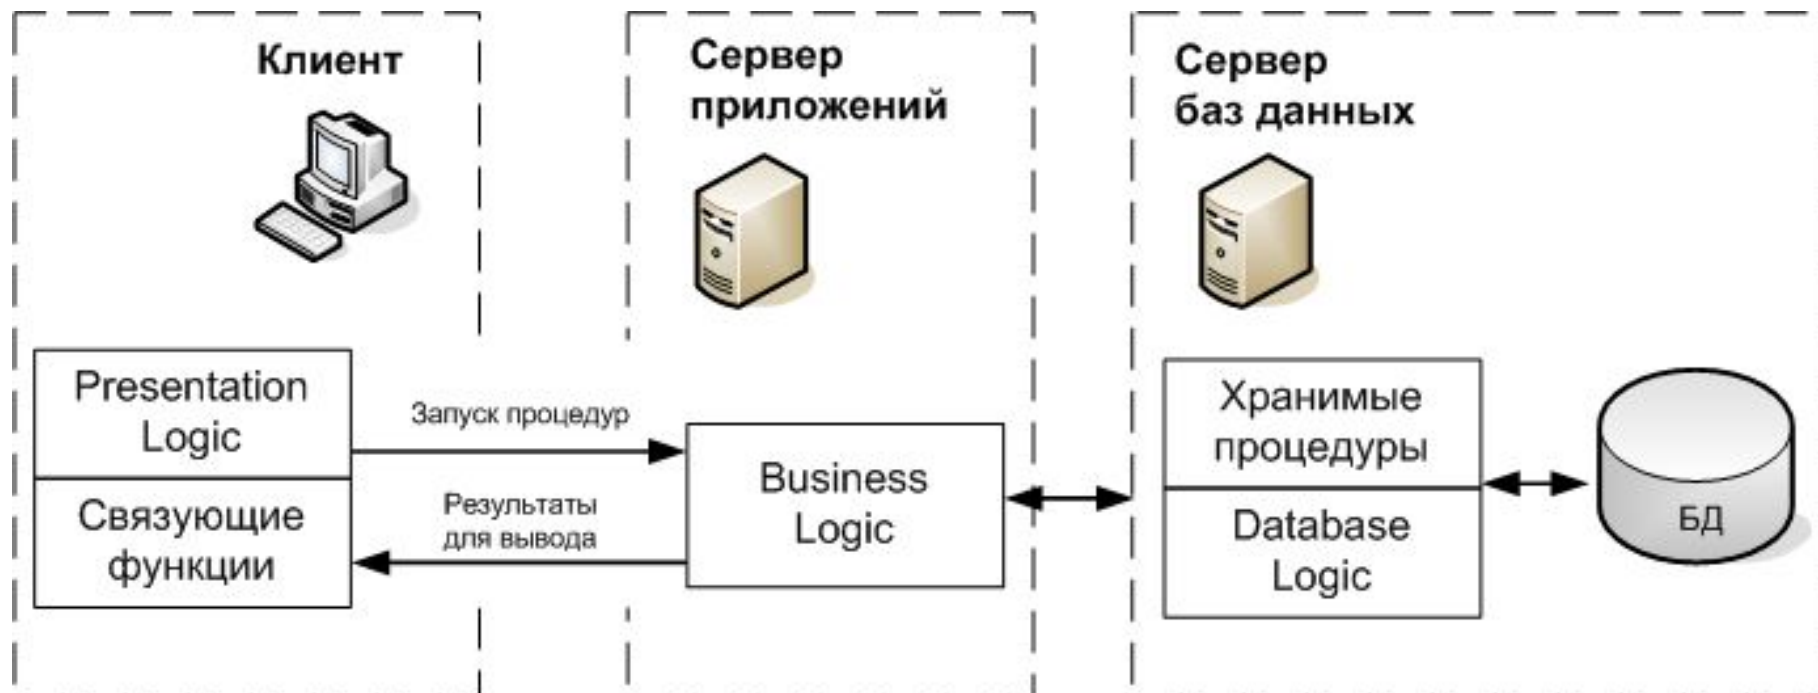 Клиент
Сервер
приложений
Сервер
баз данных
Presentation
Logic
Связующие
функции
Запуск процедур
Результаты
для вывода
Business
Logic
Хранимые
процедуры
Database
Logic
БД